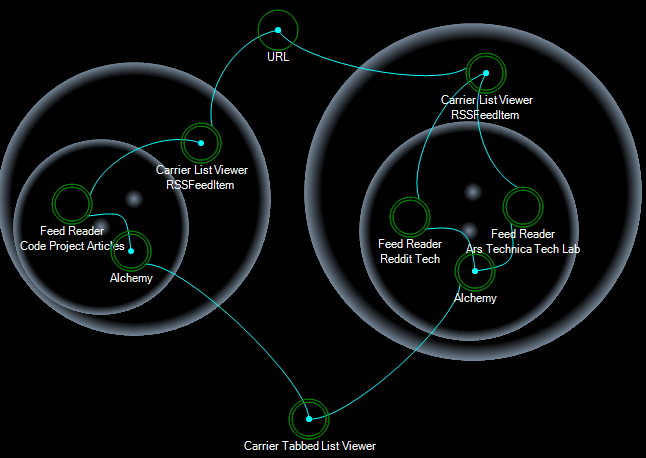 URL
Carrier List Viewer
RSSFeedItem
Carrier List Viewer
RSSFeedItem
Feed Reader
Code Project Articles
Alchemy
Feed Reader
Reddit Tech
Feed Reader
Ars Technica Tech Lab
Alchemy
Carrier Tabbed List Viewer